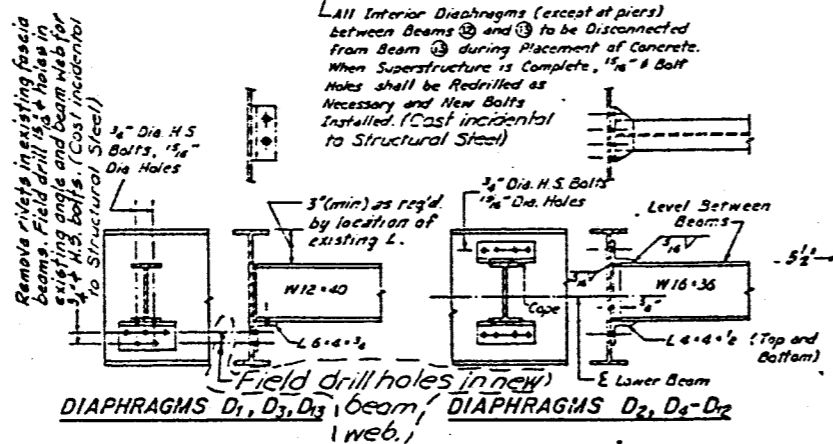 All Interior Diaphragms (except at piers)
between Beams ⑫ and ⑬ to be Disconnected
from Beam ⑬ during Placement of Concrete.
When Superstructure is Complete, 15/16" ϕ Bolt
Holes shall be Redrilled as
Necessary and New Bolts
Installed. (Cost incidental
to Structural Steel)
Remove rivets in existing fascia
beams. Field drill 15/16" ϕ holes in
existing angle and beam web for
3/4" ϕ H.S. bolts. (Cost incidental
to Structural Steel)
3/4" Dia. H.S.
Bolts, 15/16"
Dia Holes
3" (min) as req'd.
by location of
existing L.
W12×40
L 6×4×3/8
3/4" Dia. H.S. Bolts
15/16" Dia. Holes
Level Between
Beams
5/16
5/16
5 1/2"
W16×36
Cope
3/8"
L 4×4×1/2 (Top and
Bottom)
Field drill holes in new
beam
web.
℄ Lower Beam
DIAPHRAGMS D1, D3, D13
DIAPHRAGMS D2, D4-D12